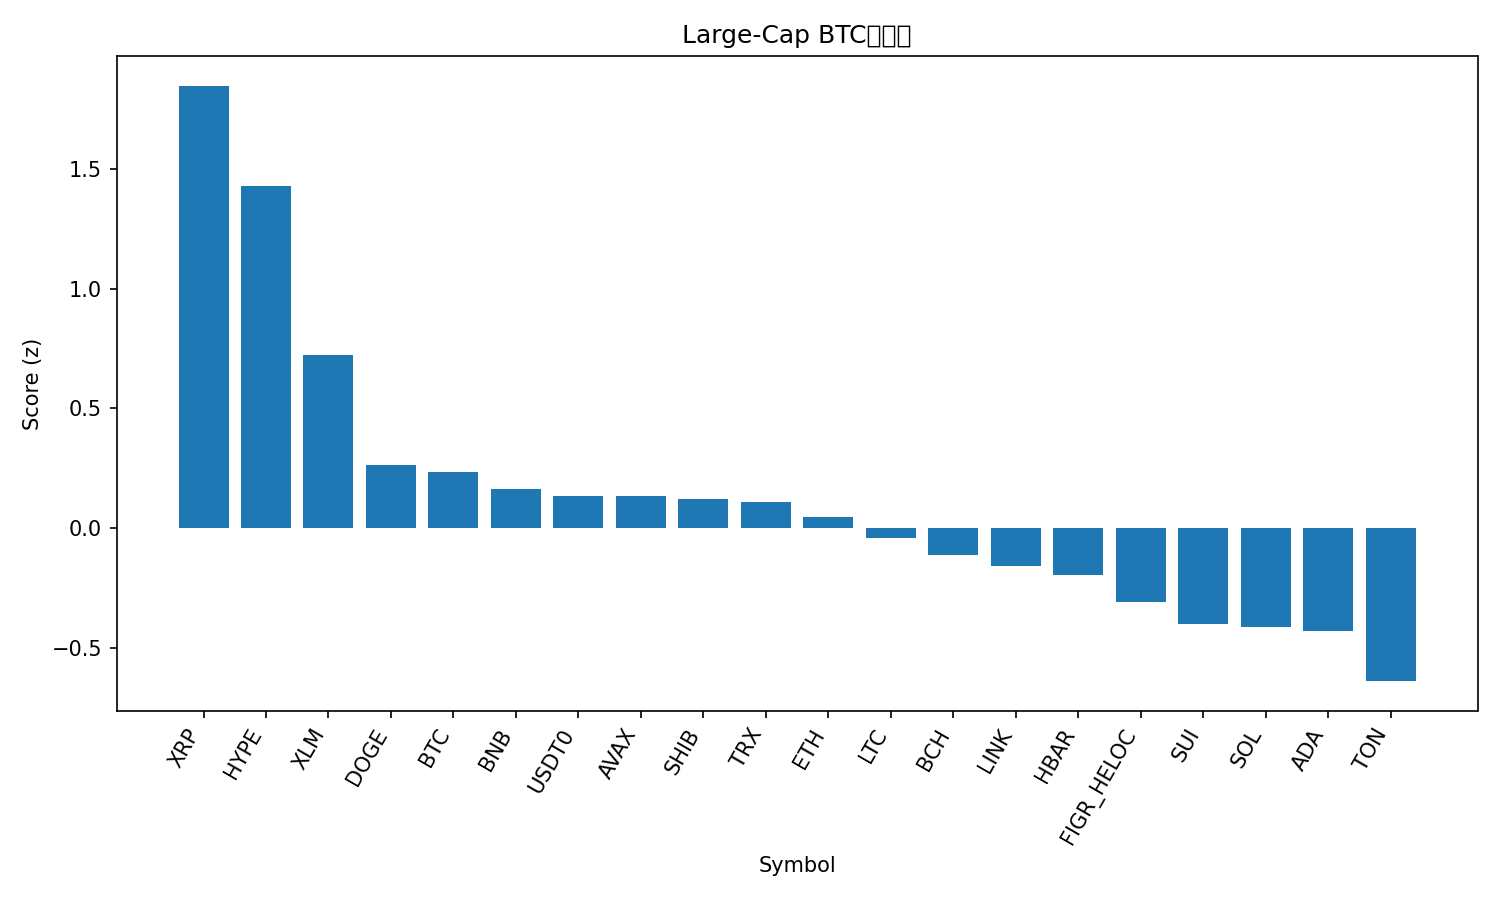 Large-Cap BTC
Score (z)
1.5
1.0
0.5
0.0
−0.5
XRP
HYPE
XLM
DOGE
BTC
BNB
USDT0
AVAX
SHIB
TRX
ETH
LTC
BCH
LINK
HBAR
FIGR_HELOC
SUI
SOL
ADA
TON
Symbol